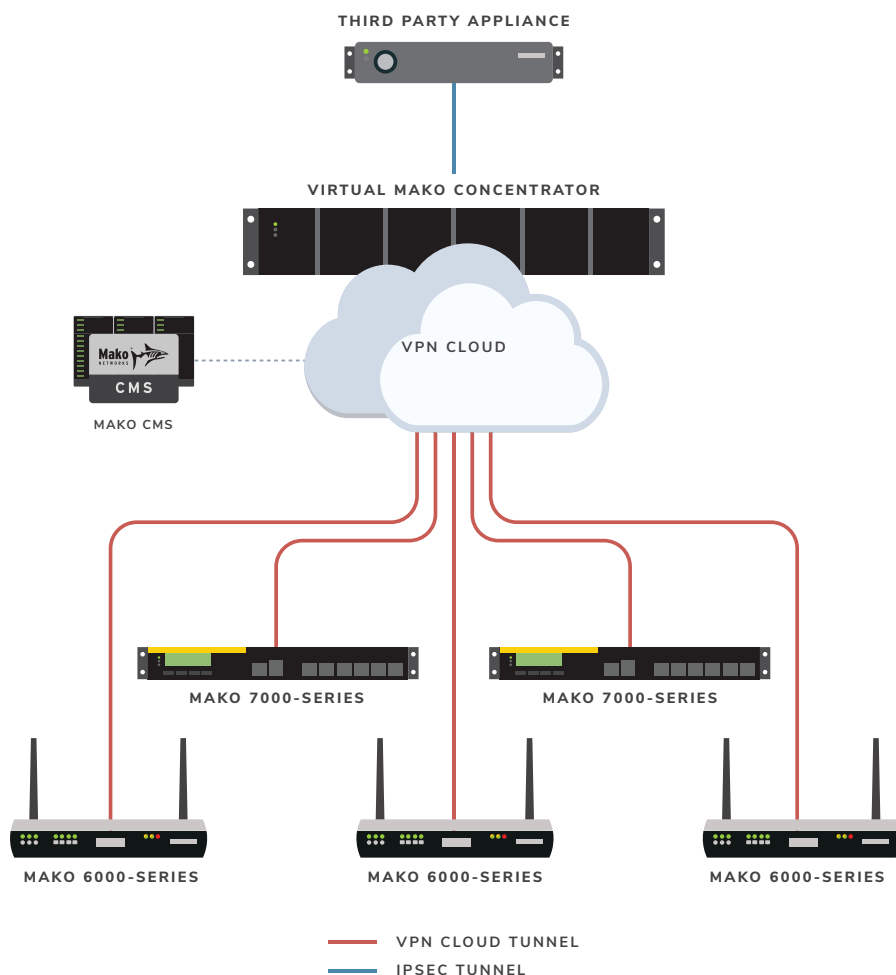 THIRD PARTY APPLIANCE
VIRTUAL MAKO CONCENTRATOR
VPN CLOUD
Mako
NETWORKS
CMS
MAKO CMS
MAKO 7000-SERIES
MAKO 7000-SERIES
MAKO 6000-SERIES
MAKO 6000-SERIES
MAKO 6000-SERIES
VPN CLOUD TUNNEL
IPSEC TUNNEL